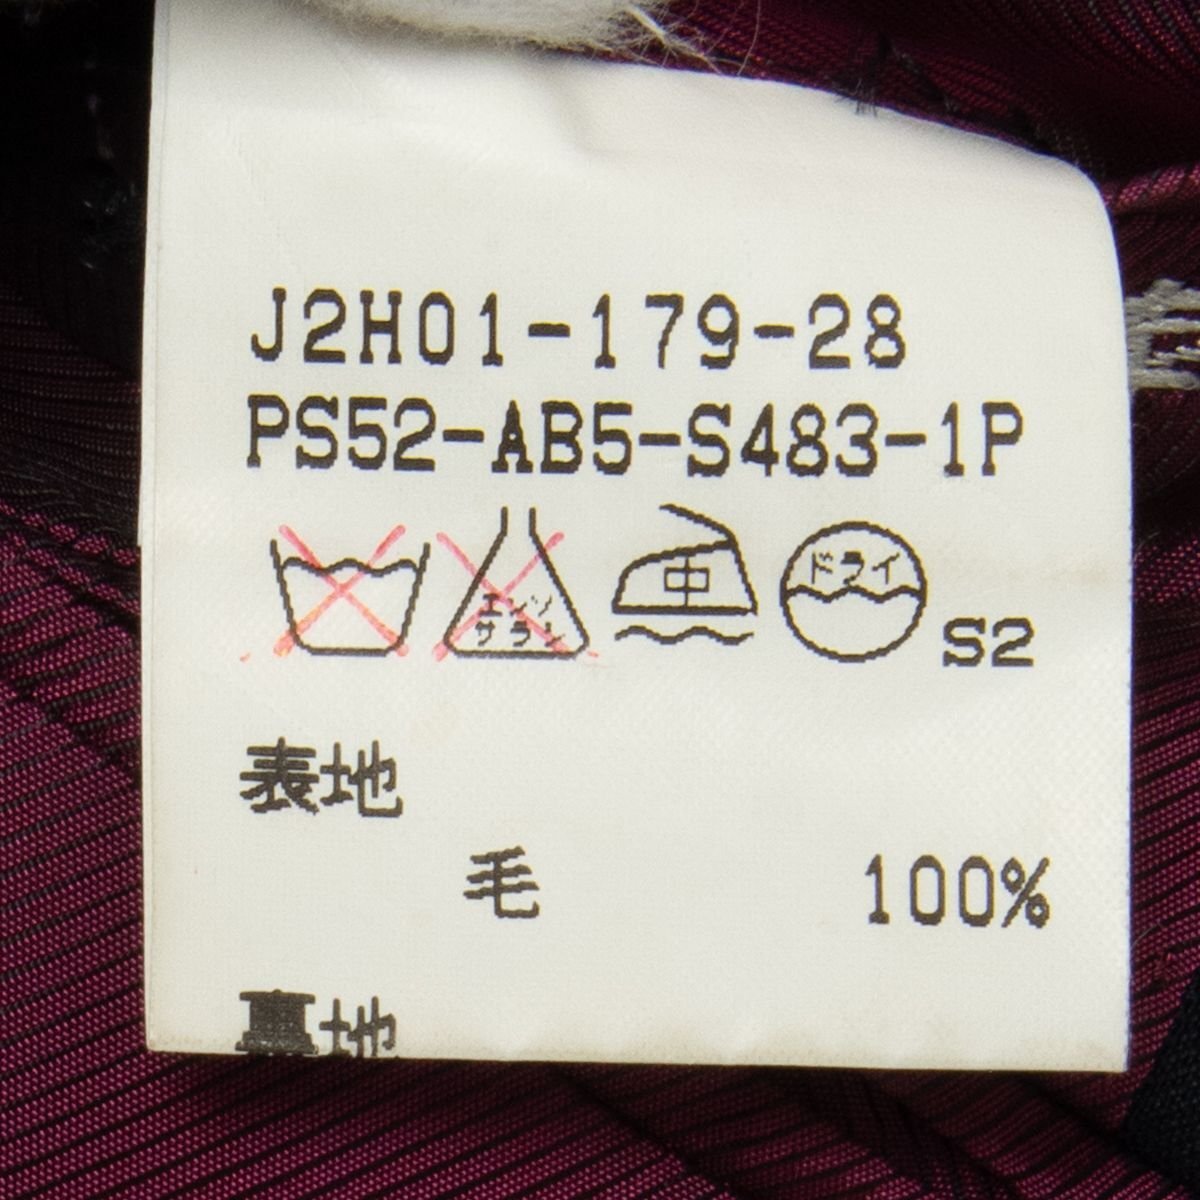 J2H01-179-28
PS52-AB5-S483-1P
エンソ
サラシ
中
ドライ
S2
表地
毛 100%
裏地